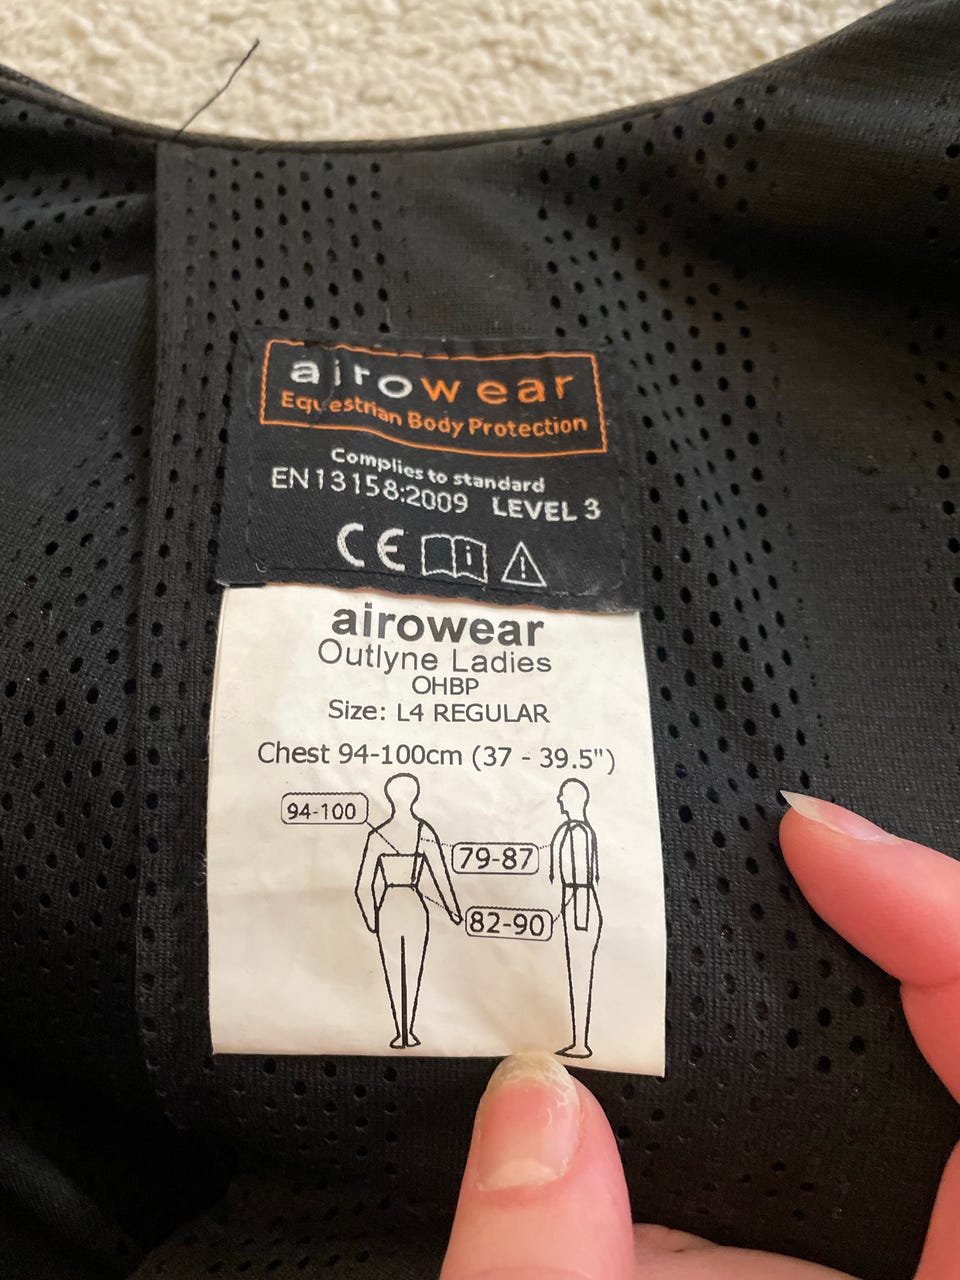 airowear
Equestrian Body Protection
Complies to standard
EN13158:2009 LEVEL 3
CE i
airowear
Outlyne Ladies
OHBP
Size: L4 REGULAR
Chest 94-100cm (37 - 39.5")
94-100
79-87
82-90